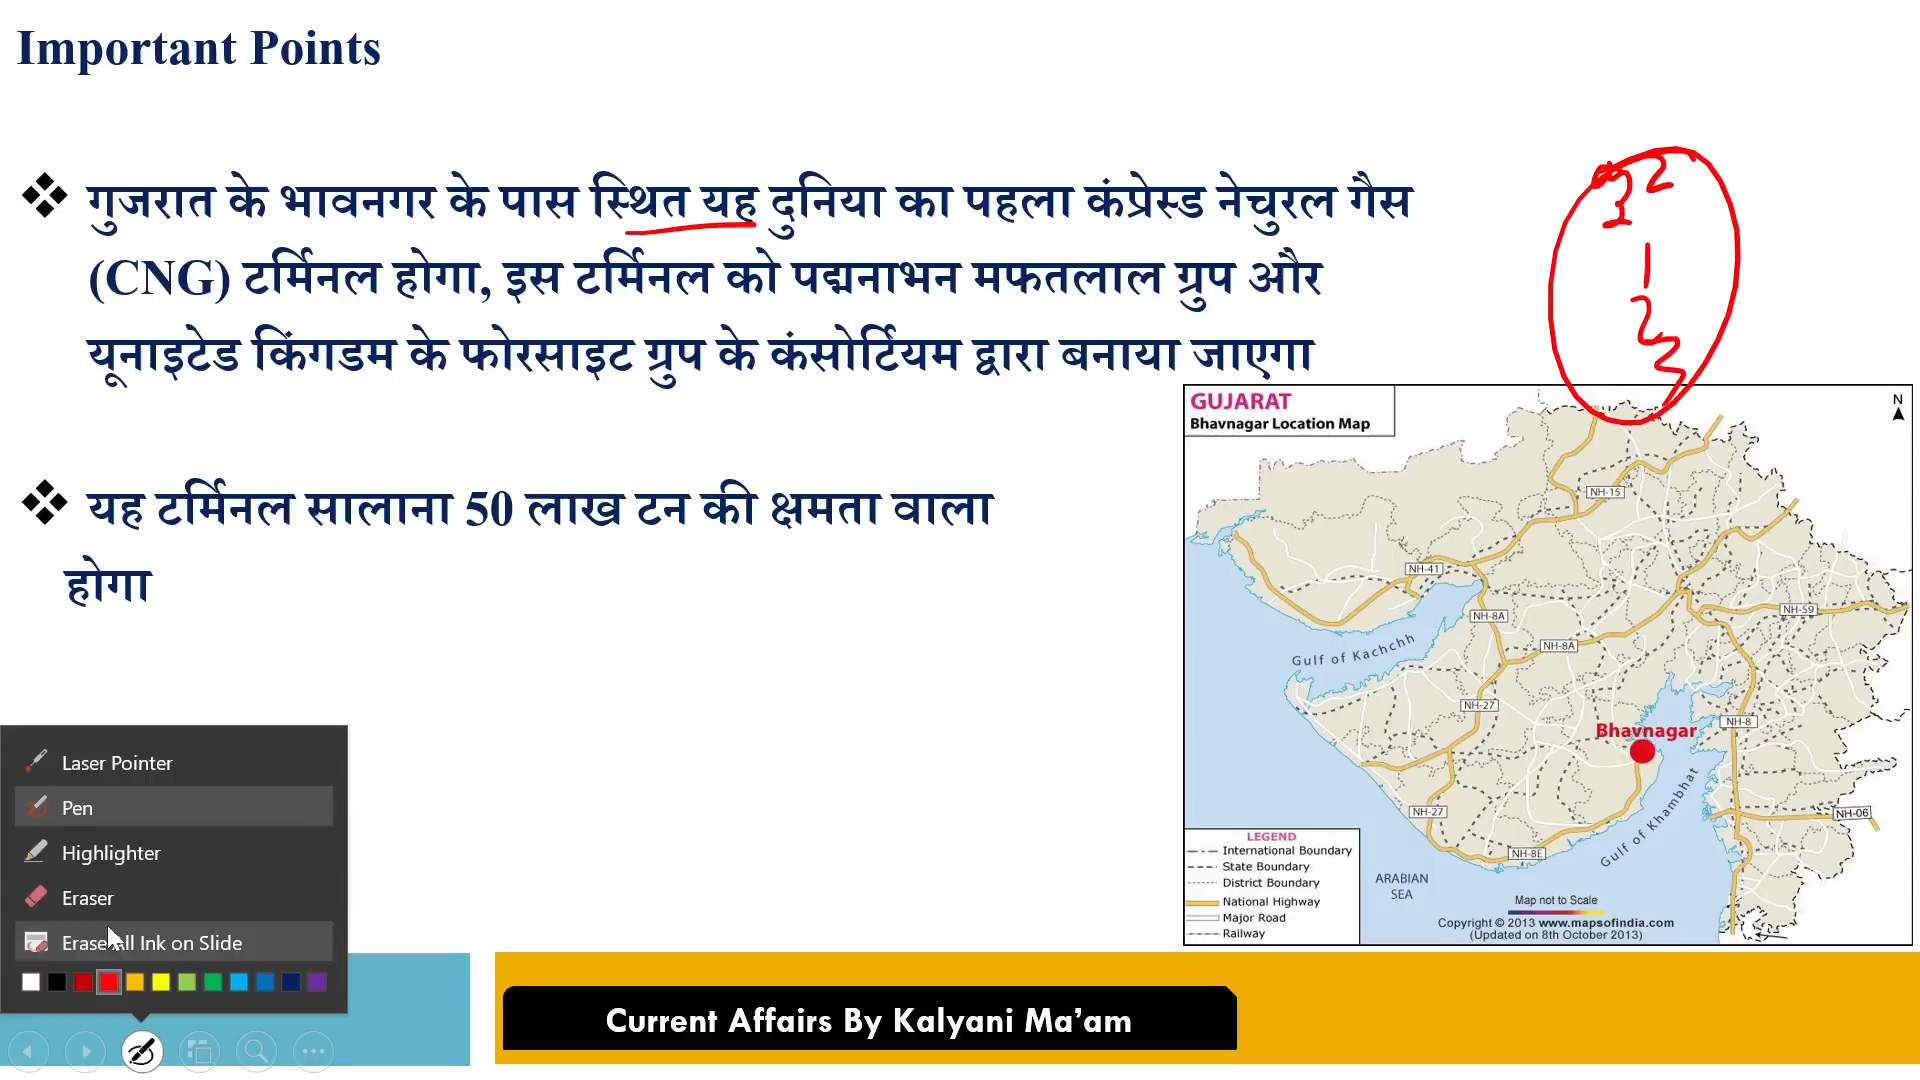 Important Points
❖ गुजरात के भावनगर के पास स्थित यह दुनिया का पहला कंप्रेस्ड नेचुरल गैस
(CNG) टर्मिनल होगा, इस टर्मिनल को पद्मनाभन मफतलाल ग्रुप और
यूनाइटेड किंगडम के फोरसाइट ग्रुप के कंसोर्टियम द्वारा बनाया जाएगा
❖ यह टर्मिनल सालाना 50 लाख टन की क्षमता वाला
होगा
2
1
2
3
GUJARAT
Bhavnagar Location Map
N
NH-15
NH-41
NH-8A
NH-59
NH-8A
Gulf of Kachchh
NH-27
NH-8
Bhavnagar
NH-27
NH-06
Gulf of Khambhat
NH-8E
ARABIAN
SEA
LEGEND
International Boundary
State Boundary
District Boundary
National Highway
Major Road
Railway
Map not to Scale
Copyright © 2013 www.mapsofindia.com
(Updated on 8th October 2013)
Laser Pointer
Pen
Highlighter
Eraser
Erase All Ink on Slide
Current Affairs By Kalyani Ma’am